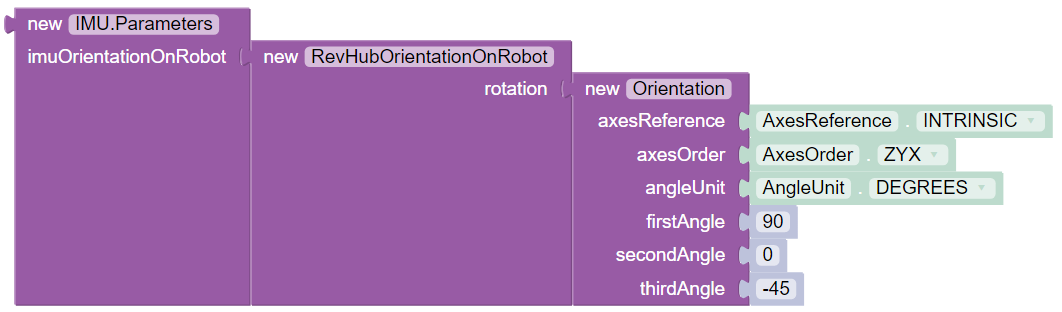 new IMU.Parameters
imuOrientationOnRobot new RevHubOrientationOnRobot
rotation new Orientation
axesReference AxesReference . INTRINSIC
axesOrder AxesOrder . ZYX
angleUnit AngleUnit . DEGREES
firstAngle 90
secondAngle 0
thirdAngle -45